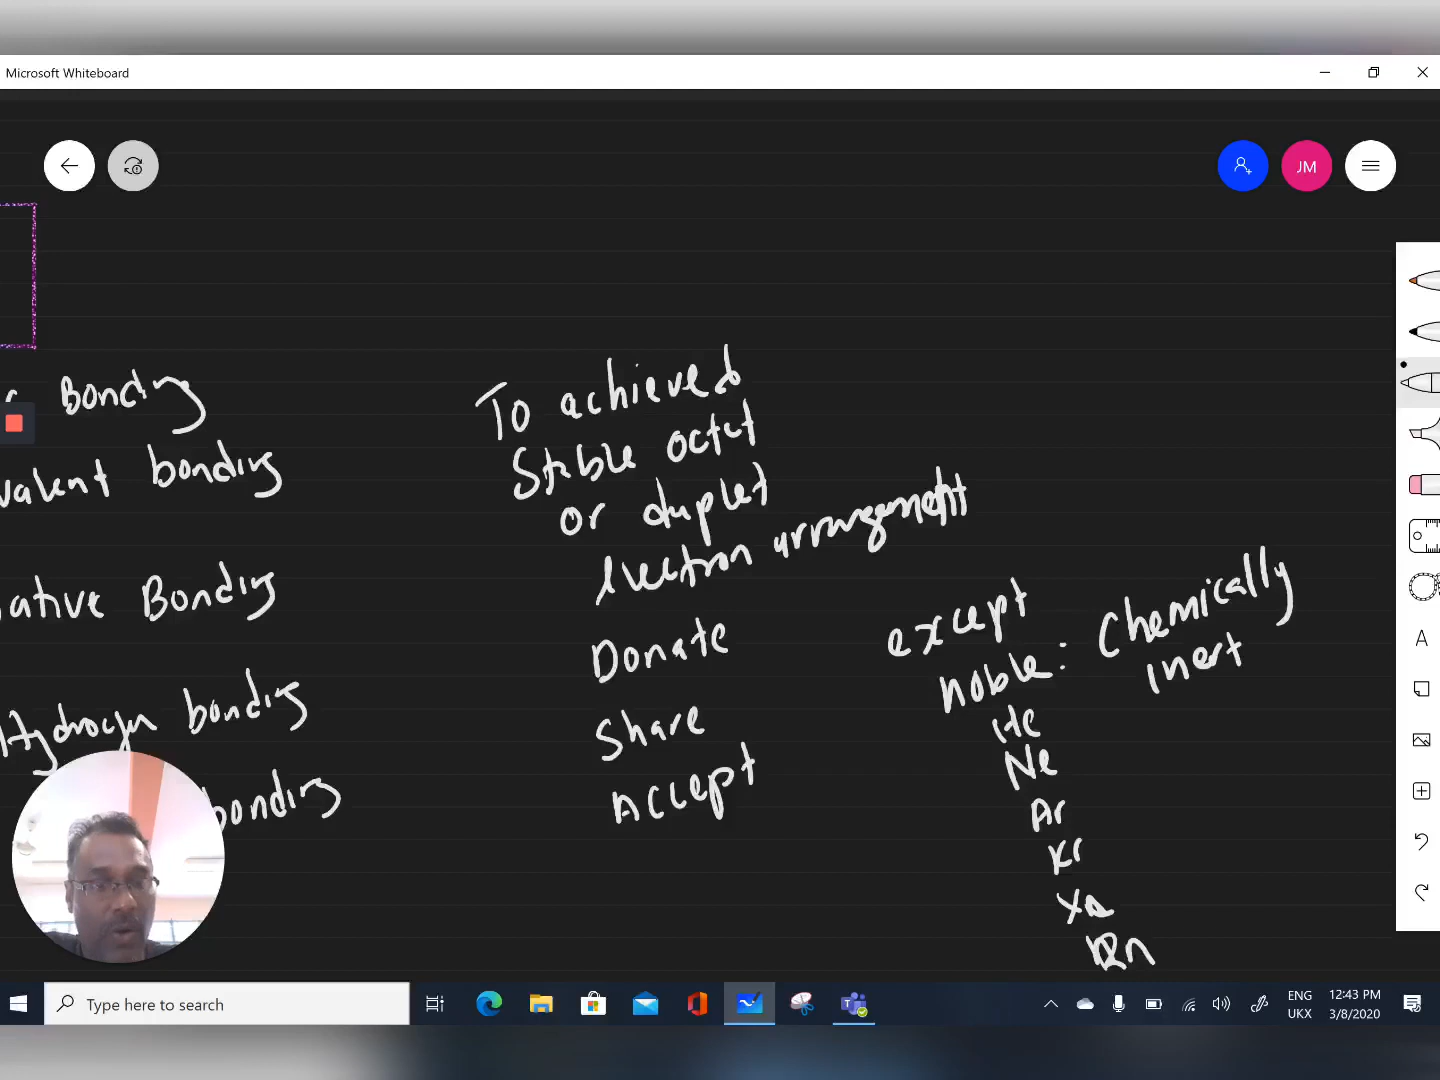 Microsoft Whiteboard
JM
c Bonding
valent bonding
ative Bonding
Hydrogen bonding
bonding
To achieved
Stable octet
or duplet
electron arrangement
Donate
Share
Accept
except
noble: Chemically
inert
He
Ne
Ar
Kr
Xe
Rn
A
Type here to search
ENG
UKX
12:43 PM
3/8/2020